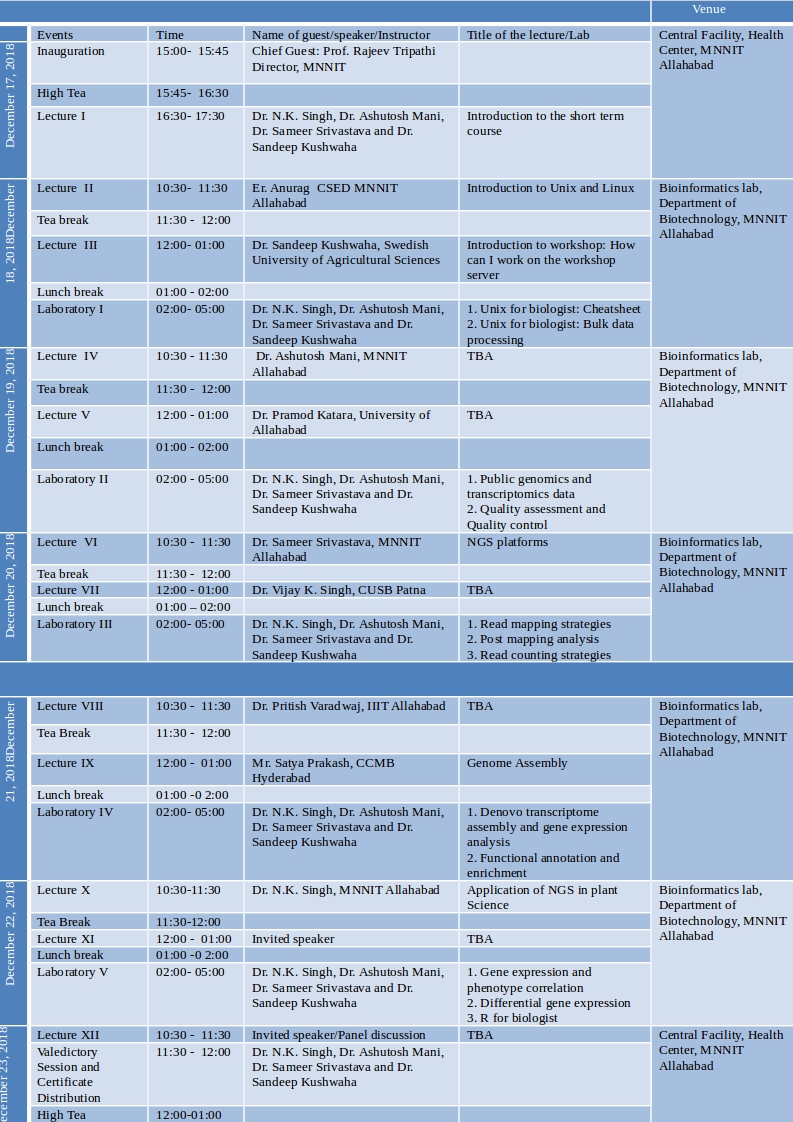 Venue
Events Time Name of guest/speaker/Instructor Title of the lecture/Lab Central Facility, Health
Center, MNNIT
Allahabad
December 17, 2018
Inauguration 15:00- 15:45 Chief Guest: Prof. Rajeev Tripathi
Director, MNNIT
High Tea 15:45- 16:30
Lecture I 16:30- 17:30 Dr. N.K. Singh, Dr. Ashutosh Mani, Introduction to the short term
Dr. Sameer Srivastava and Dr. course
Sandeep Kushwaha
December
18, 2018December
Lecture II 10:30- 11:30 Er. Anurag CSED MNNIT Introduction to Unix and Linux Bioinformatics lab,
Allahabad Department of
Biotechnology, MNNIT
Allahabad
Tea break 11:30 - 12:00
Lecture III 12:00- 01:00 Dr. Sandeep Kushwaha, Swedish Introduction to workshop: How
University of Agricultural Sciences can I work on the workshop
server
Lunch break 01:00 - 02:00
Laboratory I 02:00- 05:00 Dr. N.K. Singh, Dr. Ashutosh Mani, 1. Unix for biologist: Cheatsheet
Dr. Sameer Srivastava and Dr. 2. Unix for biologist: Bulk data
Sandeep Kushwaha processing
December 19, 2018
Lecture IV 10:30 - 11:30 Dr. Ashutosh Mani, MNNIT TBA Bioinformatics lab,
Allahabad Department of
Biotechnology, MNNIT
Allahabad
Tea break 11:30 - 12:00
Lecture V 12:00 - 01:00 Dr. Pramod Katara, University of TBA
Allahabad
Lunch break 01:00 - 02:00
Laboratory II 02:00 - 05:00 Dr. N.K. Singh, Dr. Ashutosh Mani, 1. Public genomics and
Dr. Sameer Srivastava and Dr. transcriptomics data
Sandeep Kushwaha 2. Quality assessment and
Quality control
December 20, 2018
Lecture VI 10:30 - 11:30 Dr. Sameer Srivastava, MNNIT NGS platforms Bioinformatics lab,
Allahabad Department of
Biotechnology, MNNIT
Allahabad
Tea break 11:30 - 12:00
Lecture VII 12:00 - 01:00 Dr. Vijay K. Singh, CUSB Patna TBA
Lunch break 01:00 – 02:00
Laboratory III 02:00- 05:00 Dr. N.K. Singh, Dr. Ashutosh Mani, 1. Read mapping strategies
Dr. Sameer Srivastava and Dr. 2. Post mapping analysis
Sandeep Kushwaha 3. Read counting strategies
December
21, 2018December
Lecture VIII 10:30 - 11:30 Dr. Pritish Varadwaj, IIIT Allahabad TBA Bioinformatics lab,
Department of
Biotechnology, MNNIT
Allahabad
Tea Break 11:30 - 12:00
Lecture IX 12:00 - 01:00 Mr. Satya Prakash, CCMB Genome Assembly
Hyderabad
Lunch break 01:00 -0 2:00
Laboratory IV 02:00- 05:00 Dr. N.K. Singh, Dr. Ashutosh Mani, 1. Denovo transcriptome
Dr. Sameer Srivastava and Dr. assembly and gene expression
Sandeep Kushwaha analysis
2. Functional annotation and
enrichment
December 22, 2018
Lecture X 10:30-11:30 Dr. N.K. Singh, MNNIT Allahabad Application of NGS in plant Bioinformatics lab,
Science Department of
Biotechnology, MNNIT
Allahabad
Tea Break 11:30-12:00
Lecture XI 12:00 - 01:00 Invited speaker TBA
Lunch break 01:00 -0 2:00
Laboratory V 02:00- 05:00 Dr. N.K. Singh, Dr. Ashutosh Mani, 1. Gene expression and
Dr. Sameer Srivastava and Dr. phenotype correlation
Sandeep Kushwaha 2. Differential gene expression
3. R for biologist
ecember 23, 2018
Lecture XII 10:30 - 11:30 Invited speaker/Panel discussion TBA Central Facility, Health
Center, MNNIT
Allahabad
Valedictory 11:30 - 12:00 Dr. N.K. Singh, Dr. Ashutosh Mani,
Session and Dr. Sameer Srivastava and Dr.
Certificate Sandeep Kushwaha
Distribution
High Tea 12:00-01:00